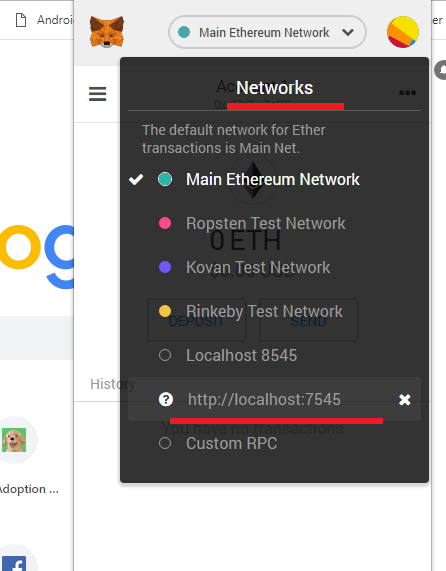 Androi
Main Ethereum Network
er
Networks
The default network for Ether
transactions is Main Net.
Main Ethereum Network
Ropsten Test Network
0 ETH
Kovan Test Network
Rinkeby Test Network
DEPOSIT
SEND
Localhost 8545
History
http://localhost:7545
You have no transactions
Custom RPC
Adoption ...